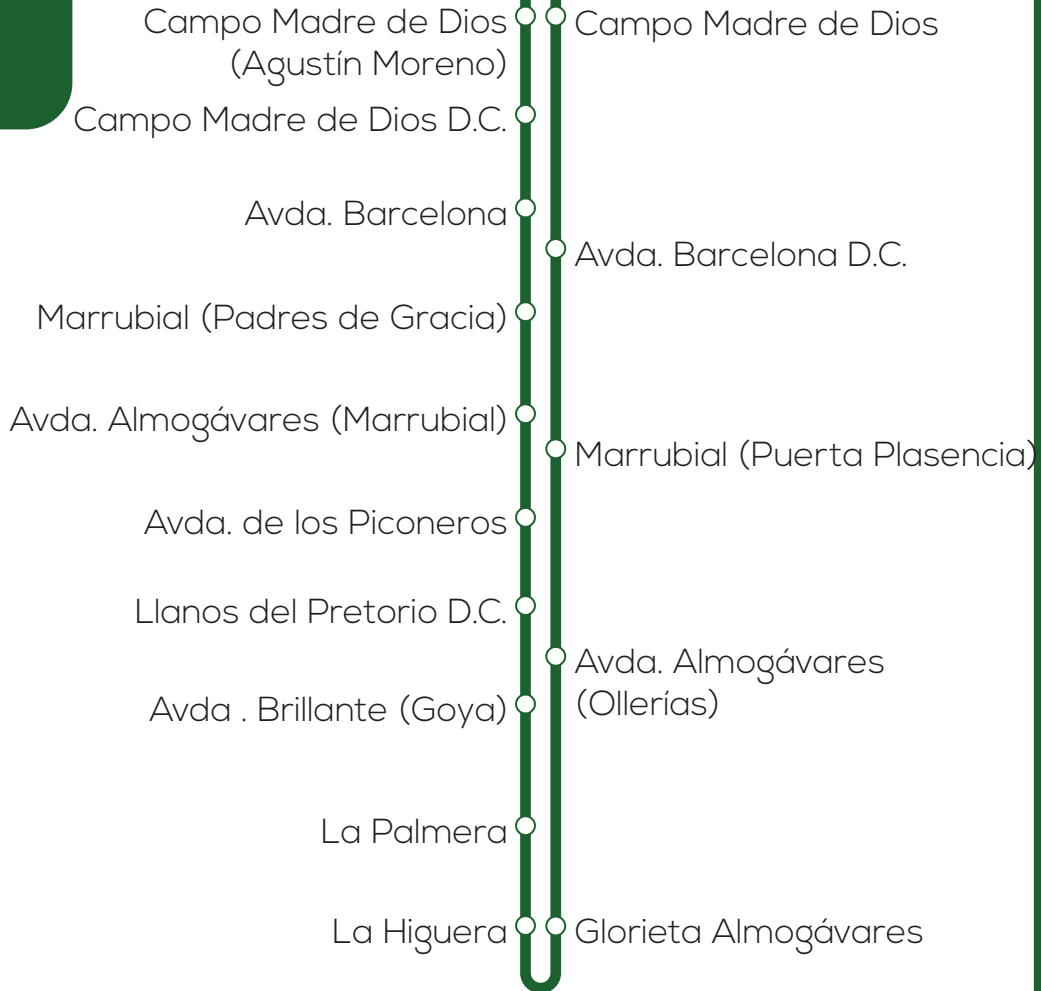 Campo Madre de Dios
(Agustín Moreno)
Campo Madre de Dios D.C.
Avda. Barcelona
Marrubial (Padres de Gracia)
Avda. Almogávares (Marrubial)
Avda. de los Piconeros
Llanos del Pretorio D.C.
Avda . Brillante (Goya)
La Palmera
La Higuera
Campo Madre de Dios
Avda. Barcelona D.C.
Marrubial (Puerta Plasencia)
Avda. Almogávares
(Ollerías)
Glorieta Almogávares